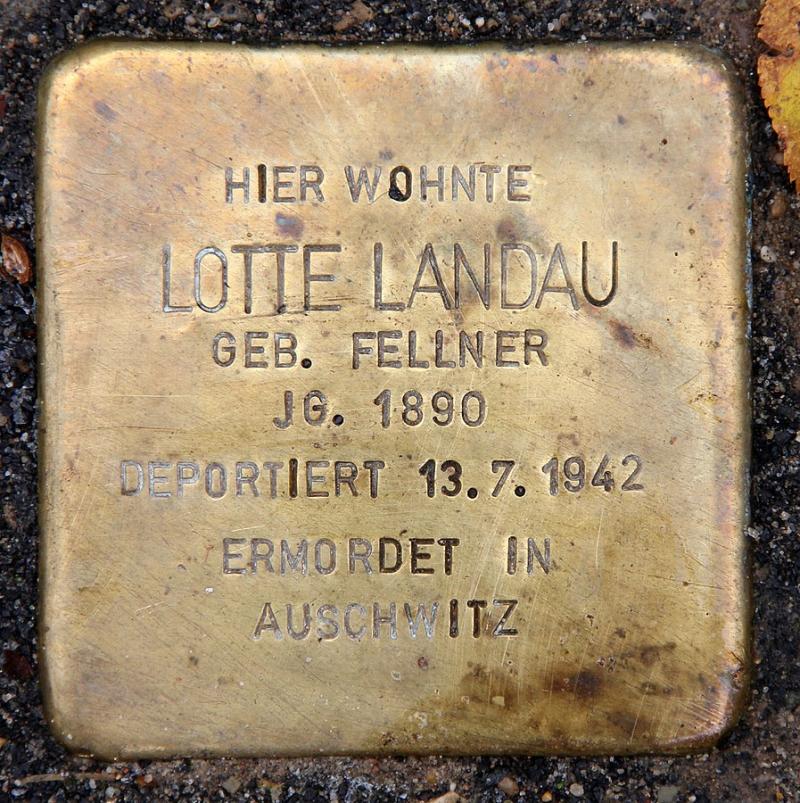 HIER WOHNTE
LOTTE LANDAU
GEB. FELLNER
JG. 1890
DEPORTIERT 13.7.1942
ERMORDET IN
AUSCHWITZ